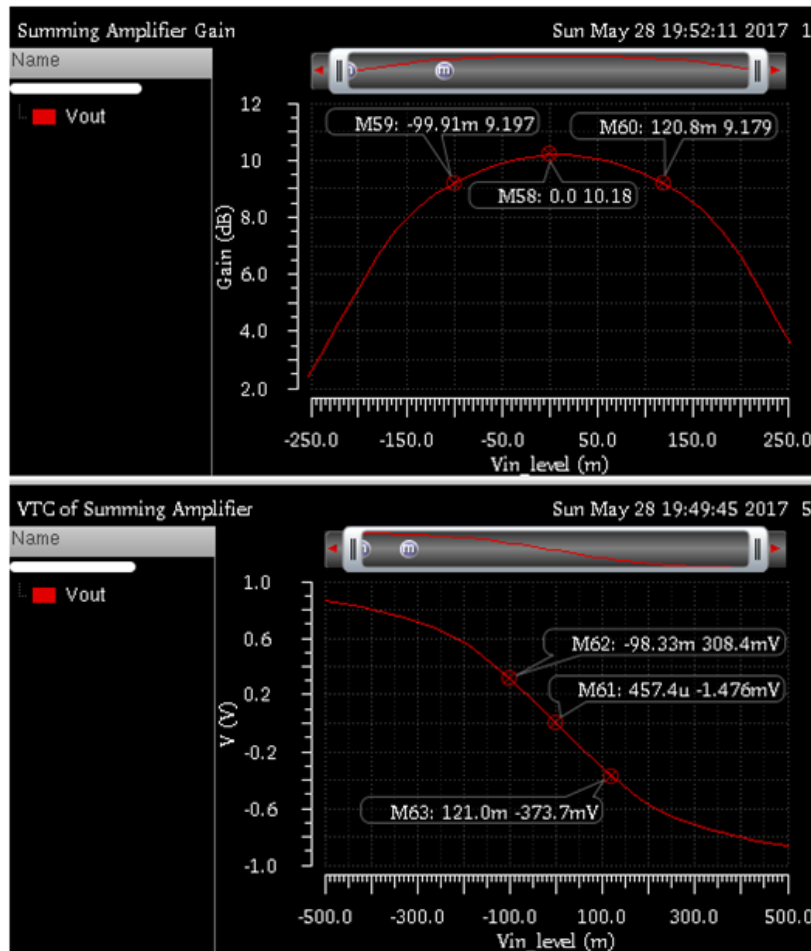 Summing Amplifier Gain Sun May 28 19:52:11 2017 1
Name
Vout
12
10
8.0
6.0
4.0
2.0
Gain (dB)
M59: -99.91m 9.197
M60: 120.8m 9.179
M58: 0.0 10.18
-250.0 -150.0 -50.0 50.0 150.0 250.0
Vin_level (m)
VTC of Summing Amplifier Sun May 28 19:49:45 2017 5
Name
Vout
1.0
0.6
0.2
-0.2
-0.6
-1.0
V (V)
M62: -98.33m 308.4mV
M61: 457.4u -1.476mV
M63: 121.0m -373.7mV
-500.0 -300.0 -100.0 100.0 300.0 500.0
Vin_level (m)